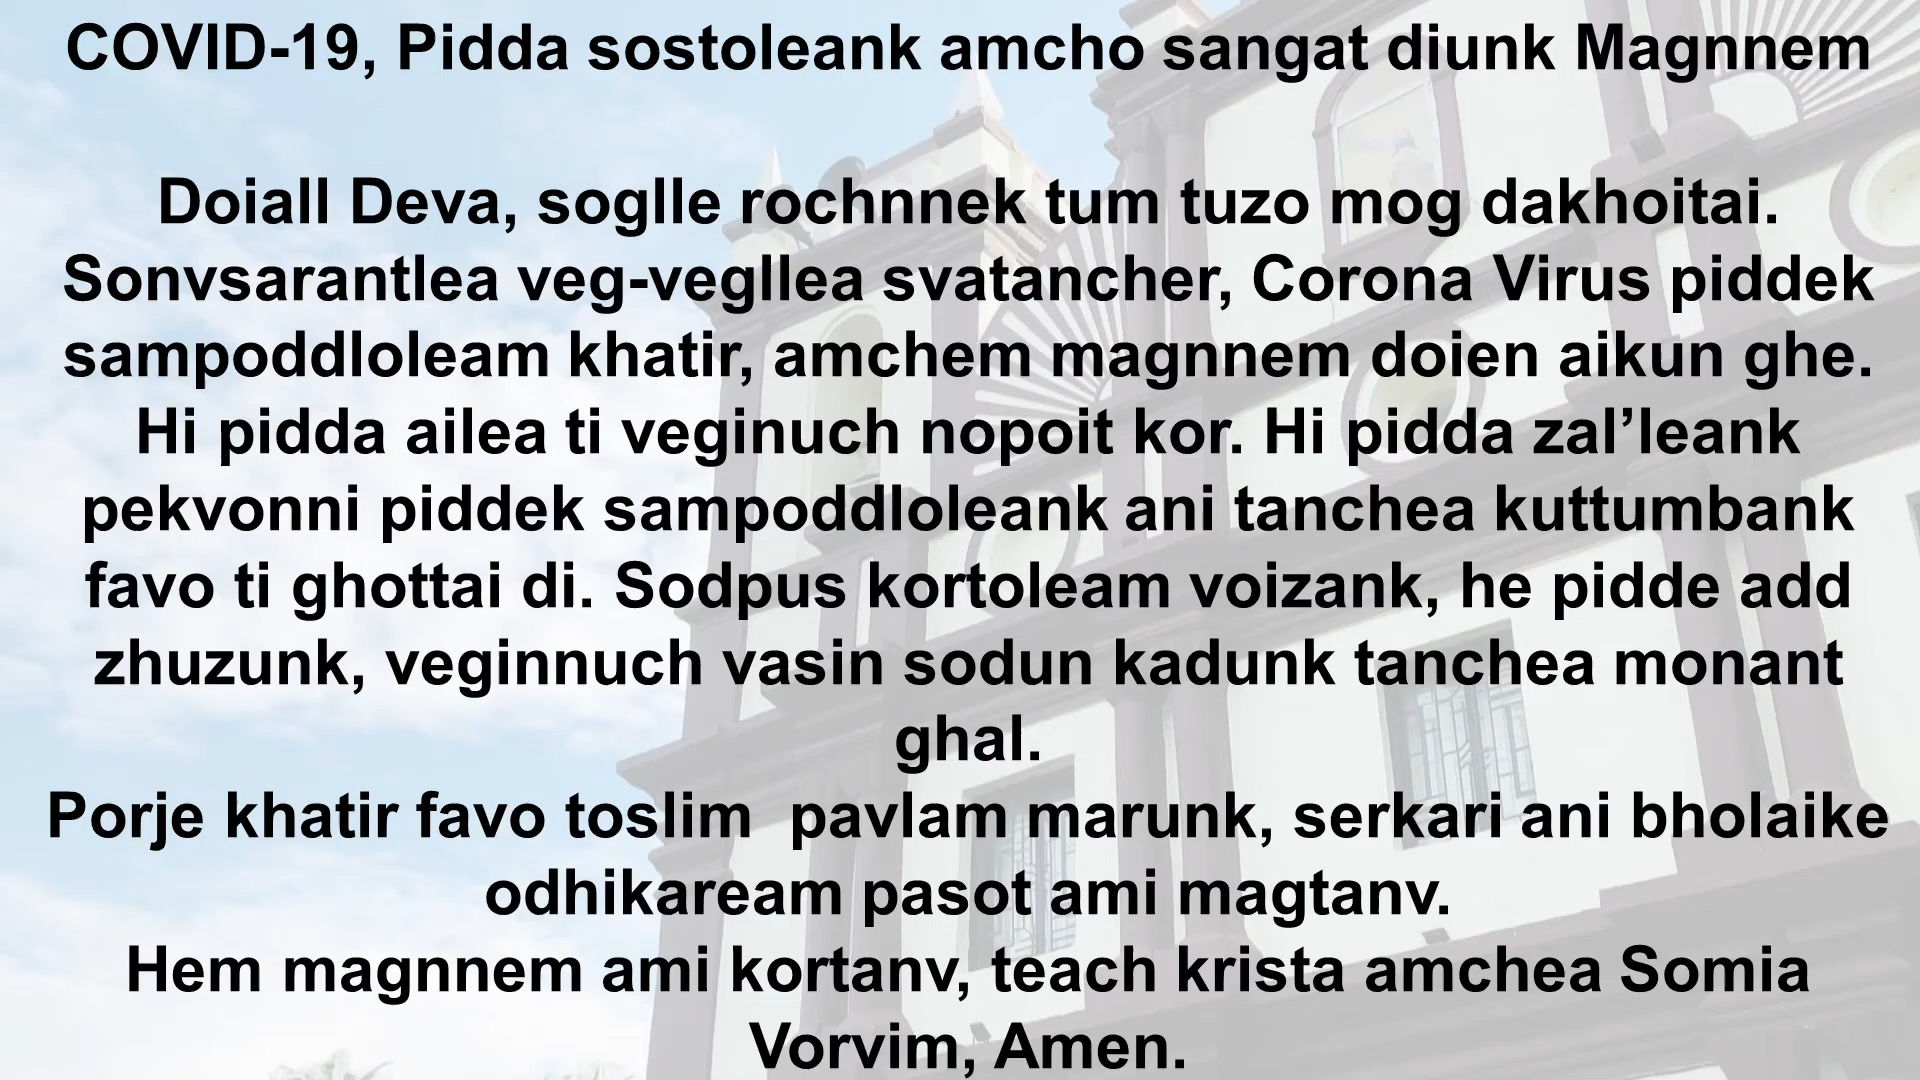 COVID-19, Pidda sostoleank amcho sangat diunk Magnnem
Doiall Deva, soglle rochnnek tum tuzo mog dakhoitai.
Sonvsarantlea veg-vegllea svatancher, Corona Virus piddek
sampoddloleam khatir, amchem magnnem doien aikun ghe.
Hi pidda ailea ti veginuch nopoit kor. Hi pidda zal’leank
pekvonni piddek sampoddloleank ani tanchea kuttumbank
favo ti ghottai di. Sodpus kortoleam voizank, he pidde add
zhuzunk, veginnuch vasin sodun kadunk tanchea monant
ghal.
Porje khatir favo toslim  pavlam marunk, serkari ani bholaike
odhikaream pasot ami magtanv.
Hem magnnem ami kortanv, teach krista amchea Somia
Vorvim, Amen.